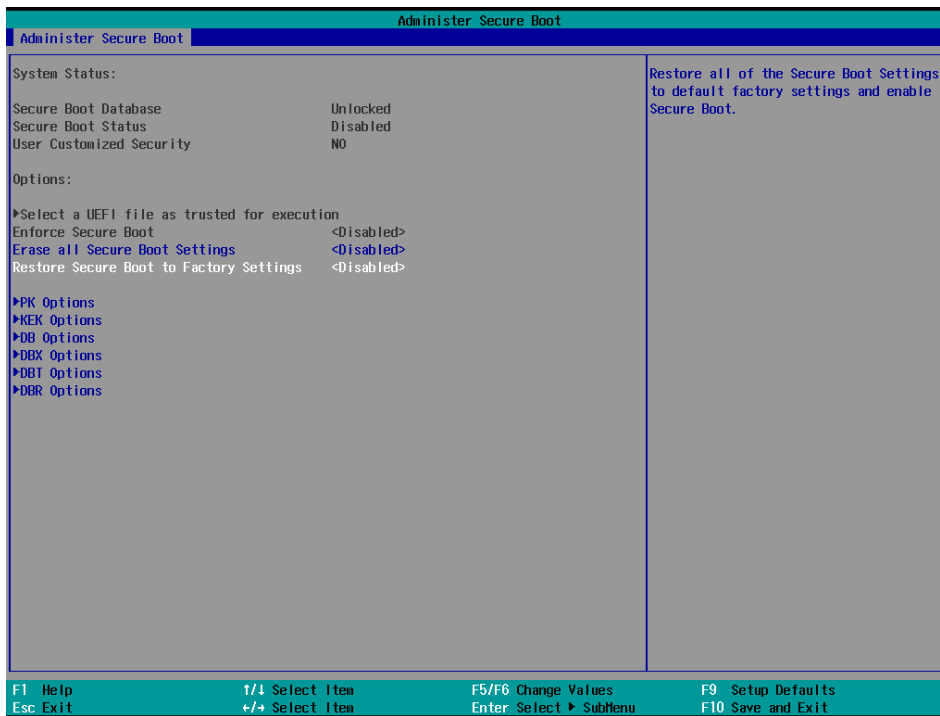 Administer Secure Boot
Administer Secure Boot
System Status:
Restore all of the Secure Boot Settings
to default factory settings and enable
Secure Boot.
Secure Boot Database Unlocked
Secure Boot Status Disabled
User Customized Security NO
Options:
▶Select a UEFI file as trusted for execution
Enforce Secure Boot <Disabled>
Erase all Secure Boot Settings <Disabled>
Restore Secure Boot to Factory Settings <Disabled>
▶PK Options
▶KEK Options
▶DB Options
▶DBX Options
▶DBT Options
▶DBR Options
F1 Help ↑/↓ Select Item F5/F6 Change Values F9 Setup Defaults
Esc Exit ←/→ Select Item Enter Select ▶ SubMenu F10 Save and Exit